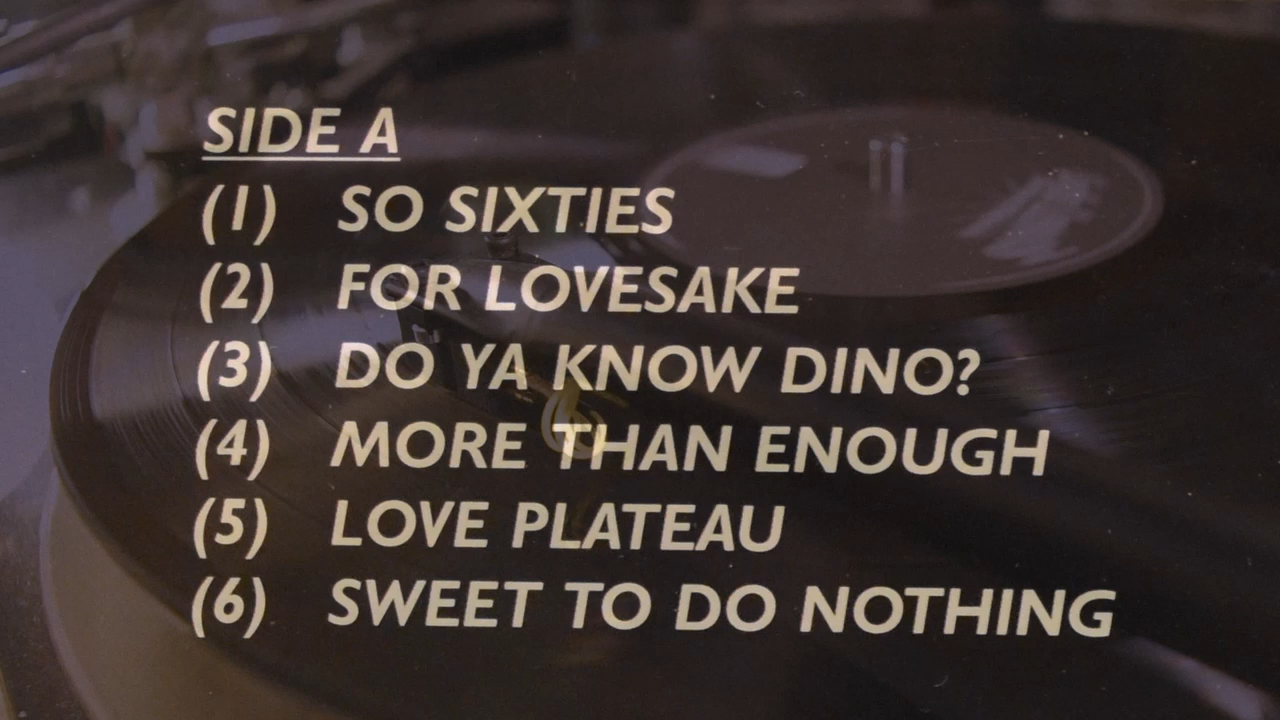 SIDE A
(1) SO SIXTIES
(2) FOR LOVESAKE
(3) DO YA KNOW DINO?
(4) MORE THAN ENOUGH
(5) LOVE PLATEAU
(6) SWEET TO DO NOTHING